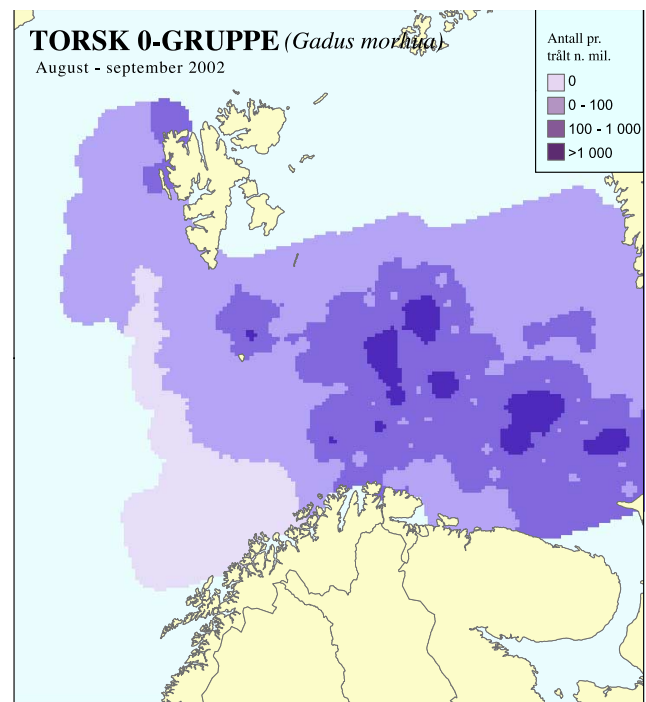 TORSK 0-GRUPPE (Gadus morhua)
August - september 2002
Antall pr.
trålt n. mil.
0
0 - 100
100 - 1 000
>1 000